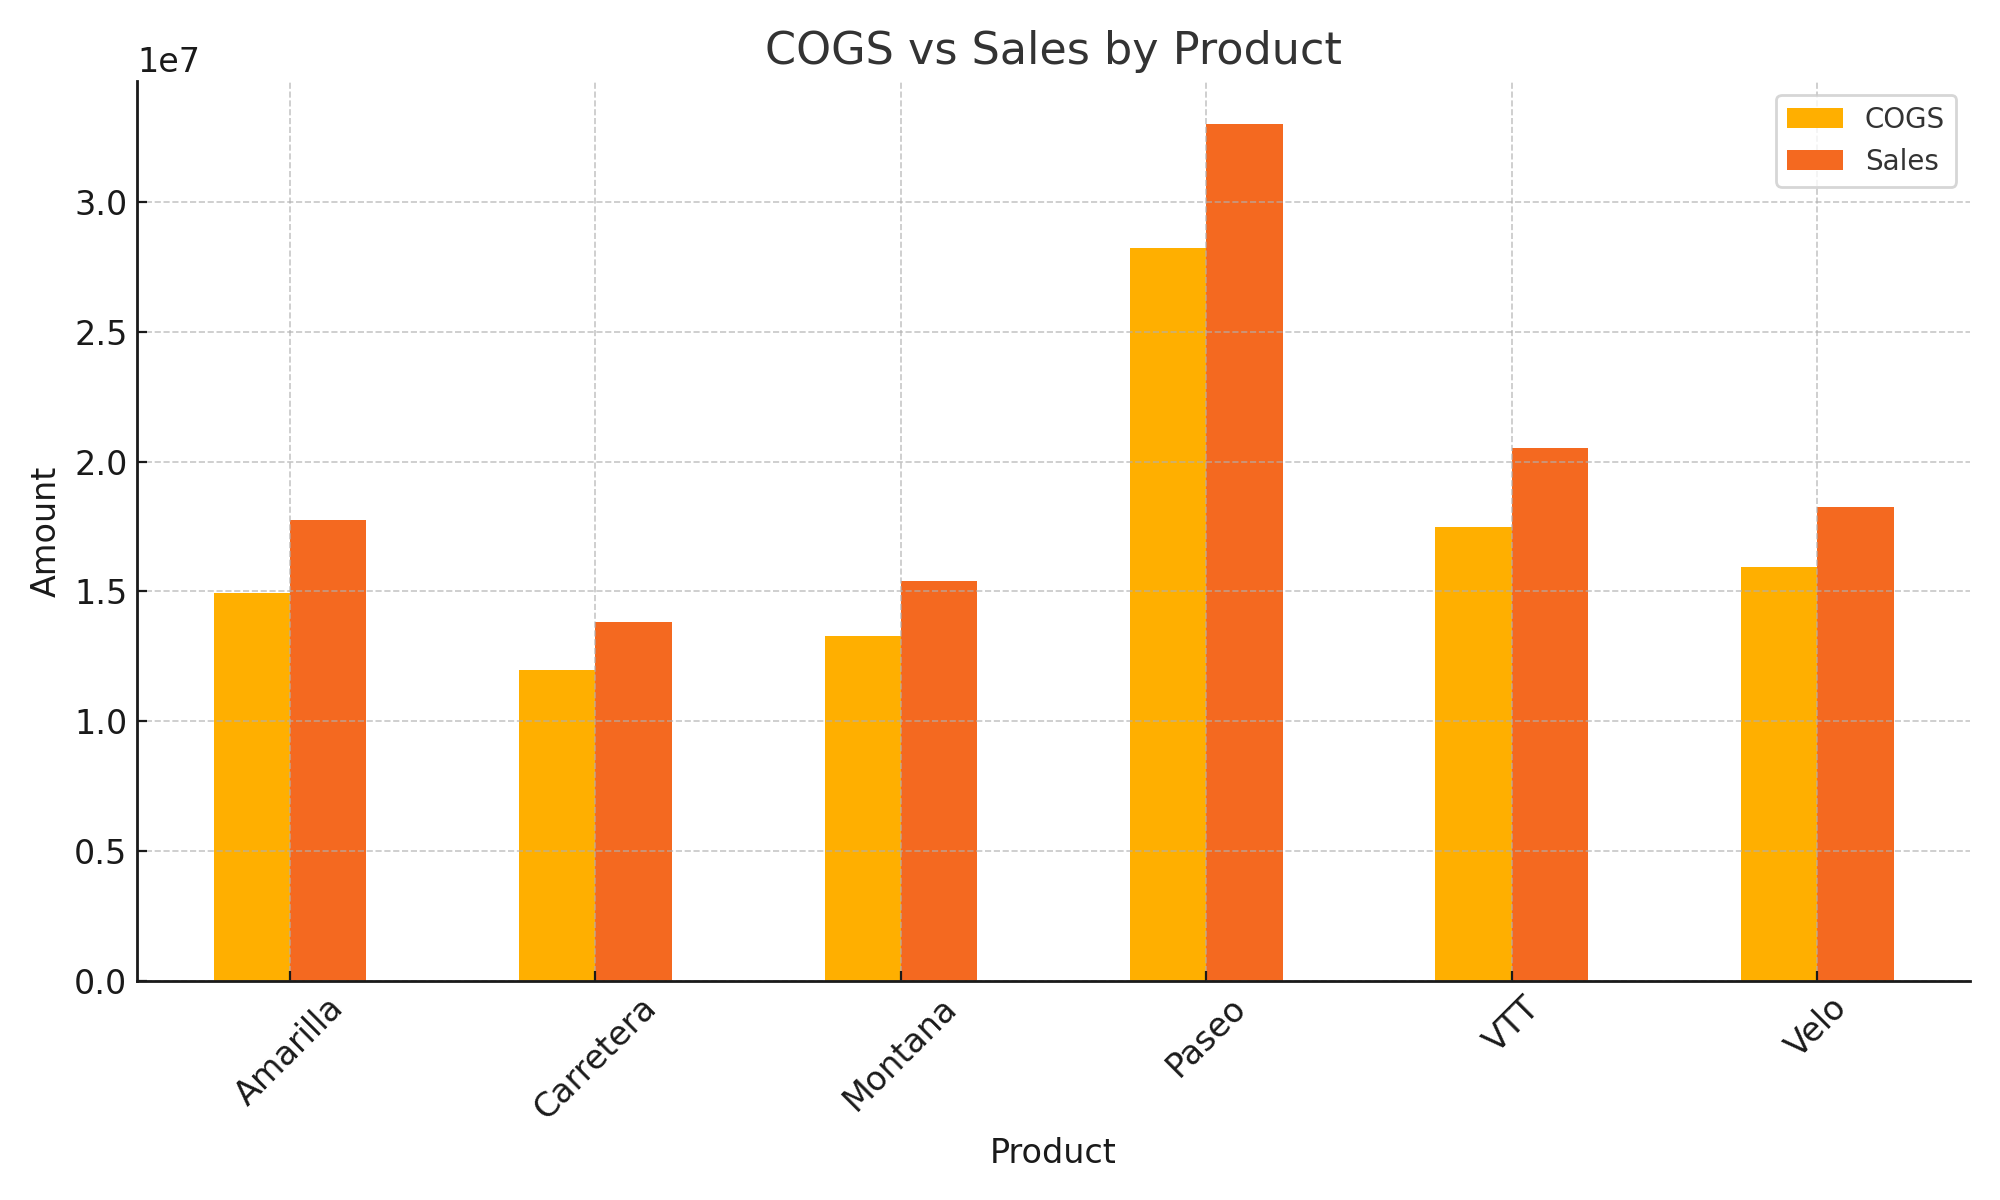 COGS vs Sales by Product
1e7
COGS
Sales
3.0
2.5
2.0
1.5
1.0
0.5
0.0
Amount
Amarilla
Carretera
Montana
Paseo
VTT
Velo
Product